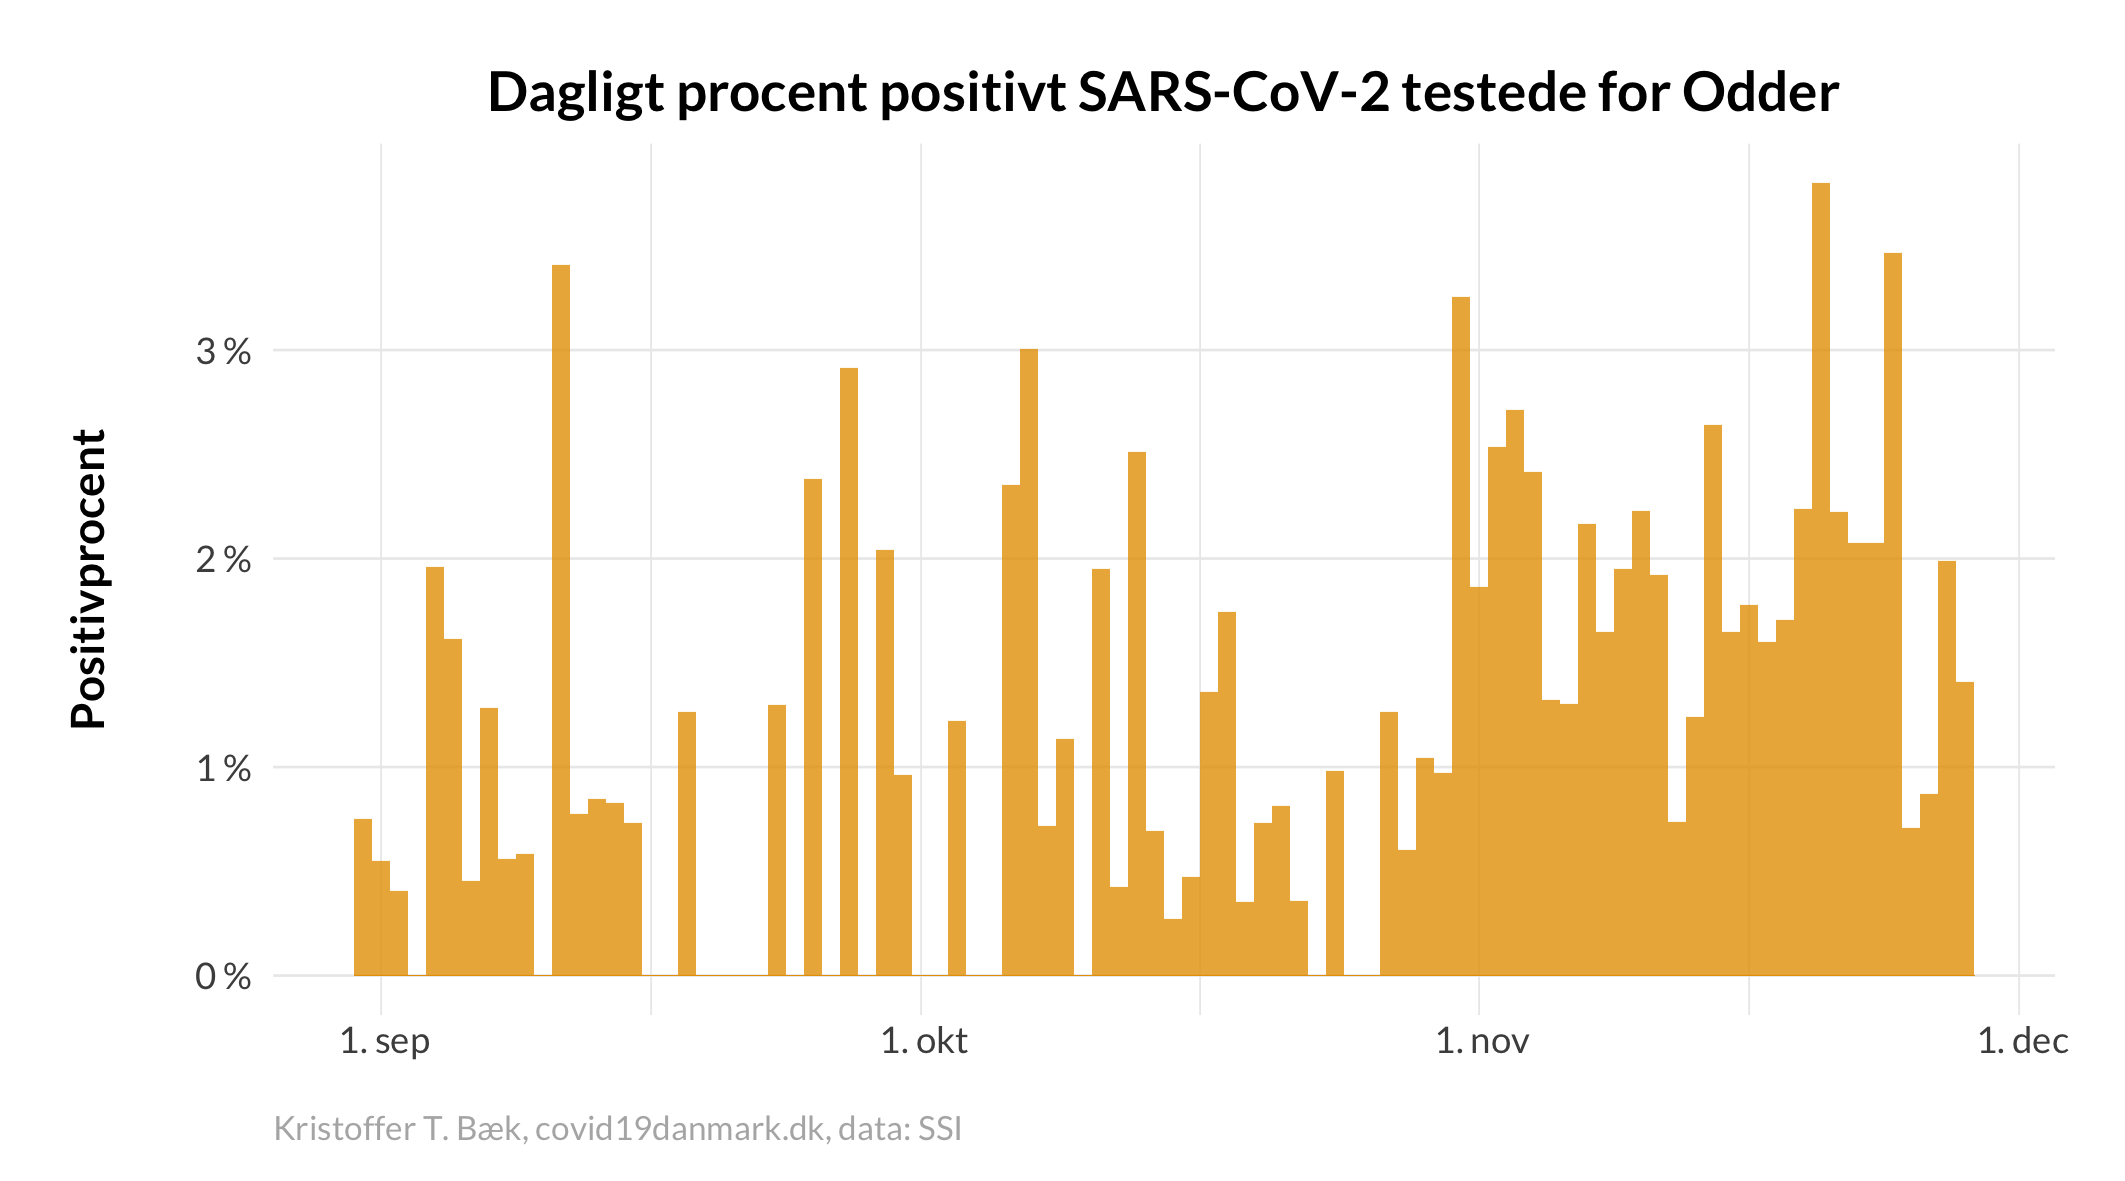 Dagligt procent positivt SARS-CoV-2 testede for Odder
Positivprocent
3 %
2 %
1 %
0 %
1. sep
1. okt
1. nov
1. dec
Kristoffer T. Bæk, covid19danmark.dk, data: SSI